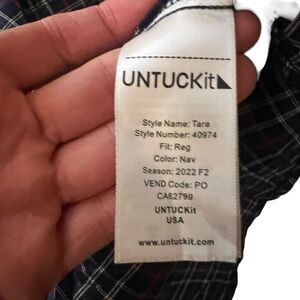 UNTUCKit
Style Name: Tara
Style Number: 40974
Fit: Reg
Color: Nav
Season: 2022 F2
VEND Code: PO
CA62799
UNTUCKit
USA
www.untuckit.com